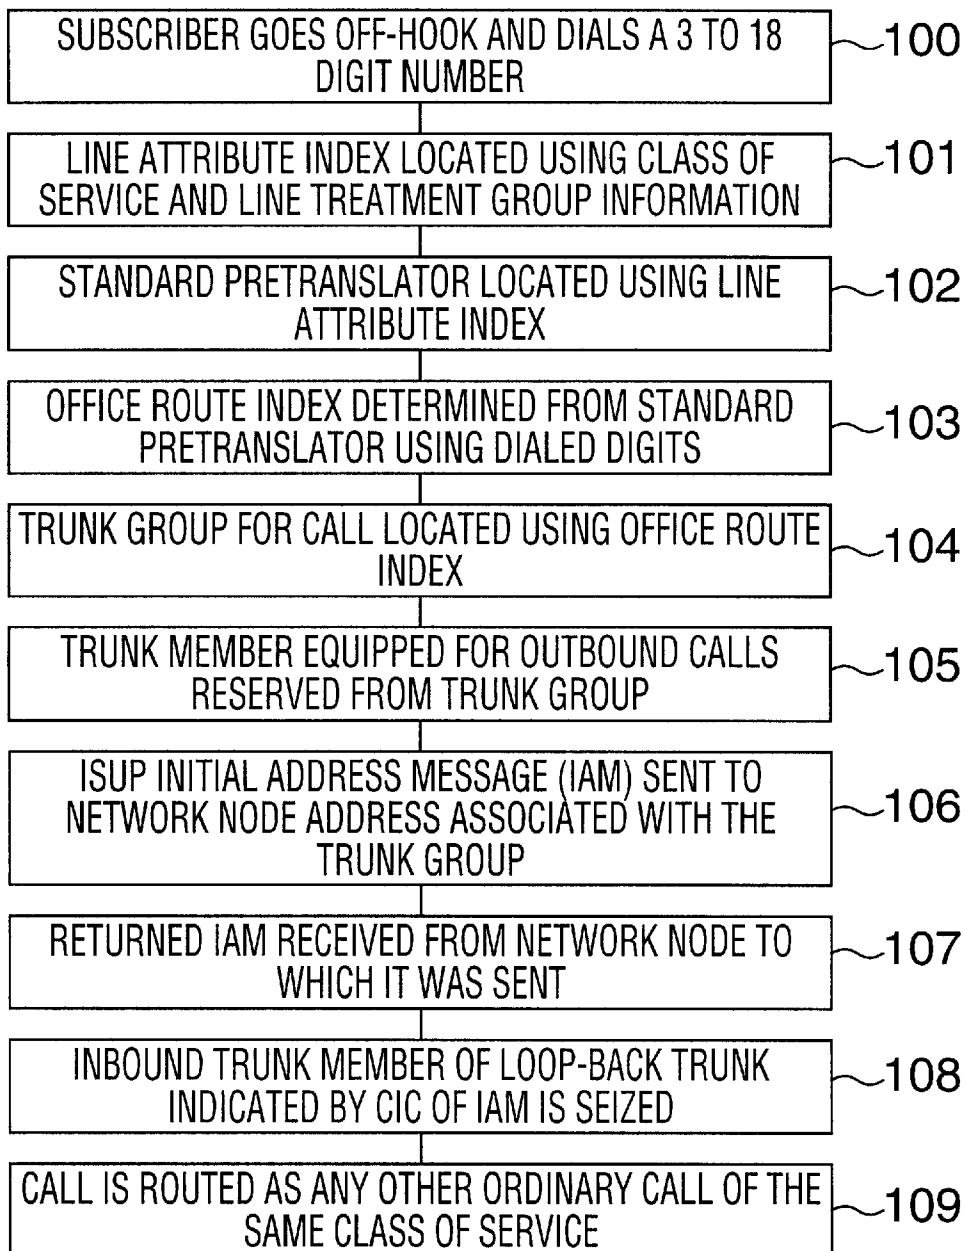 SUBSCRIBER GOES OFF-HOOK AND DIALS A 3 TO 18
DIGIT NUMBER
100
LINE ATTRIBUTE INDEX LOCATED USING CLASS OF
SERVICE AND LINE TREATMENT GROUP INFORMATION
101
STANDARD PRETRANSLATOR LOCATED USING LINE
ATTRIBUTE INDEX
102
OFFICE ROUTE INDEX DETERMINED FROM STANDARD
PRETRANSLATOR USING DIALED DIGITS
103
TRUNK GROUP FOR CALL LOCATED USING OFFICE ROUTE
INDEX
104
TRUNK MEMBER EQUIPPED FOR OUTBOUND CALLS
RESERVED FROM TRUNK GROUP
105
ISUP INITIAL ADDRESS MESSAGE (IAM) SENT TO
NETWORK NODE ADDRESS ASSOCIATED WITH THE
TRUNK GROUP
106
RETURNED IAM RECEIVED FROM NETWORK NODE TO
WHICH IT WAS SENT
107
INBOUND TRUNK MEMBER OF LOOP-BACK TRUNK
INDICATED BY CIC OF IAM IS SEIZED
108
CALL IS ROUTED AS ANY OTHER ORDINARY CALL OF THE
SAME CLASS OF SERVICE
109